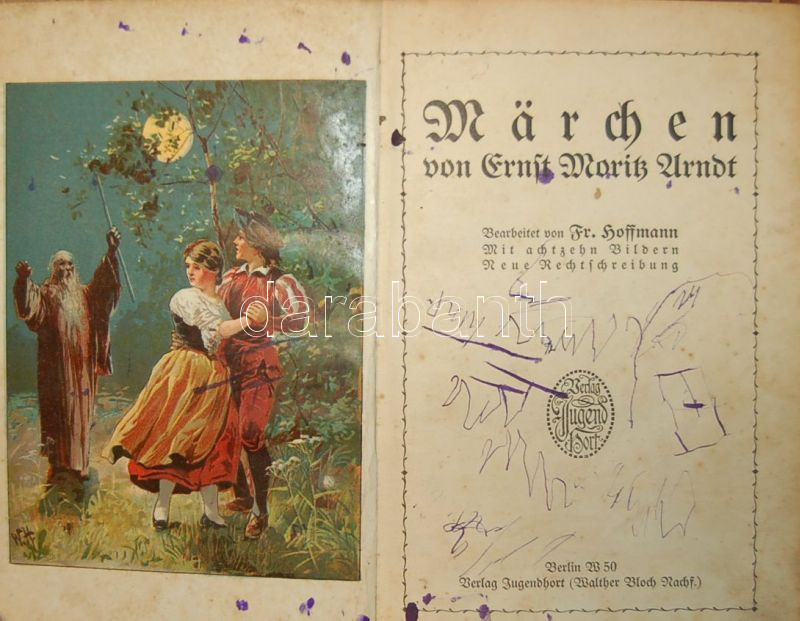 Märchen
von Ernst Moritz Arndt
Bearbeitet von Fr. Hoffmann
Mit achtzehn Bildern
Neue Rechtschreibung
Verlag
Jugend
Hort
Berlin W 50
Verlag Jugendhort (Walther Bloch Nachf.)
darabanth